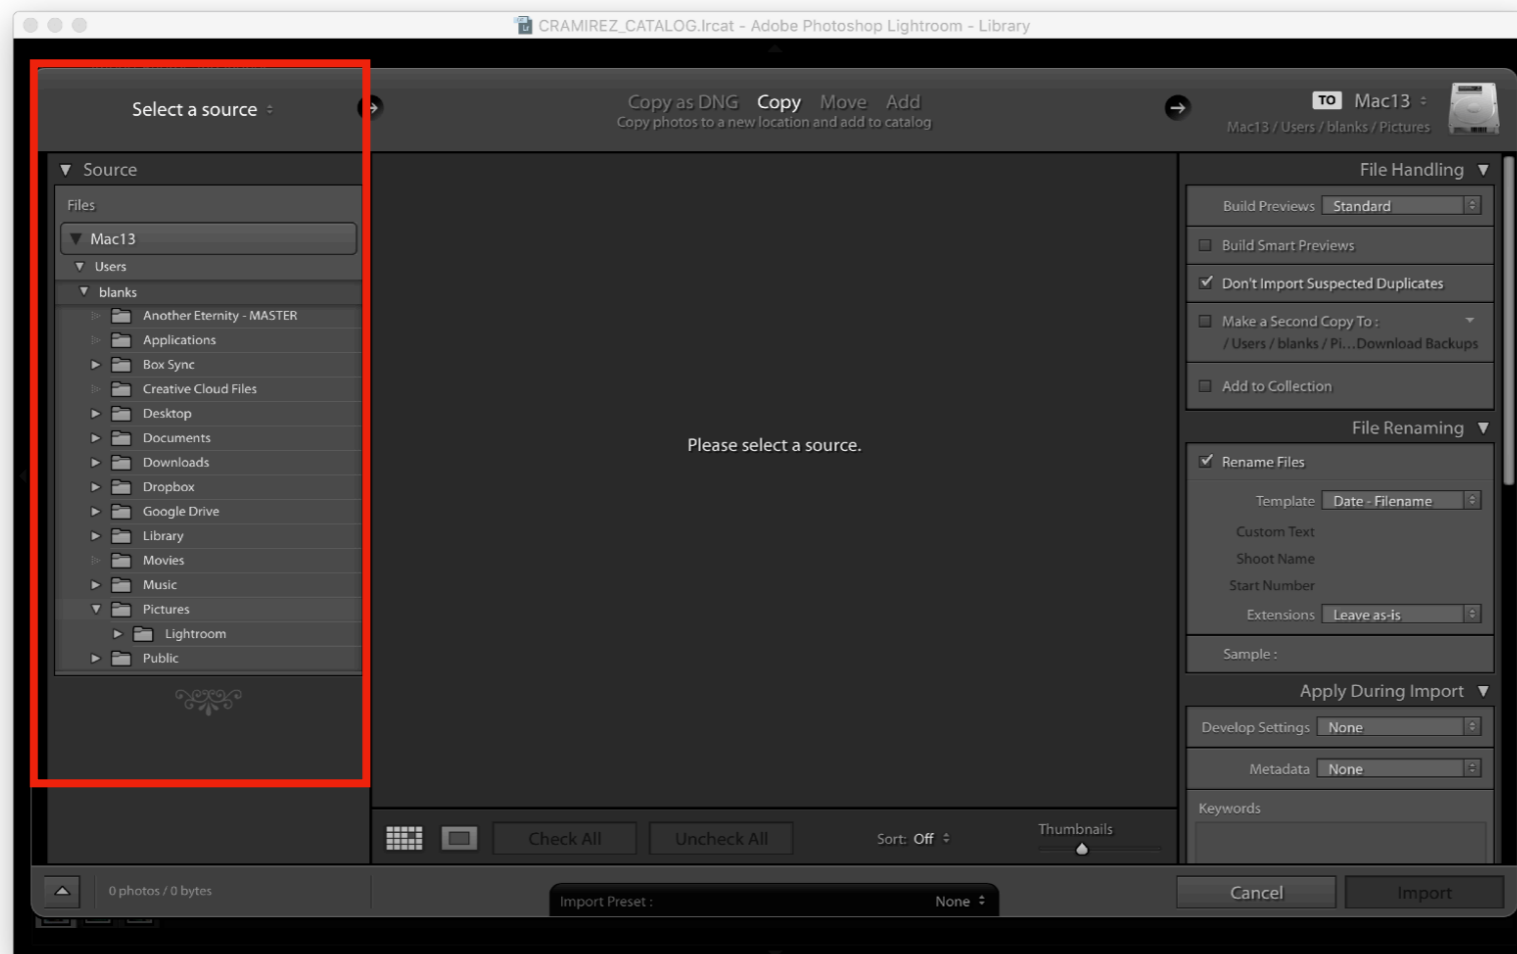 CRAMIREZ_CATALOG.lrcat - Adobe Photoshop Lightroom - Library
Select a source
Copy as DNG Copy Move Add
Copy photos to a new location and add to catalog
TO Mac13
Mac13 / Users / blanks / Pictures
Source
Files
Mac13
Users
blanks
Another Eternity - MASTER
Applications
Box Sync
Creative Cloud Files
Desktop
Documents
Downloads
Dropbox
Google Drive
Library
Movies
Music
Pictures
Lightroom
Public
Please select a source.
File Handling
Build Previews Standard
Build Smart Previews
Don't Import Suspected Duplicates
Make a Second Copy To :
/ Users / blanks / Pi...Download Backups
Add to Collection
File Renaming
Rename Files
Template Date - Filename
Custom Text
Shoot Name
Start Number
Extensions Leave as-is
Sample :
Apply During Import
Develop Settings None
Metadata None
Keywords
Check All Uncheck All Sort: Off Thumbnails
0 photos / 0 bytes
Import Preset : None
Cancel Import